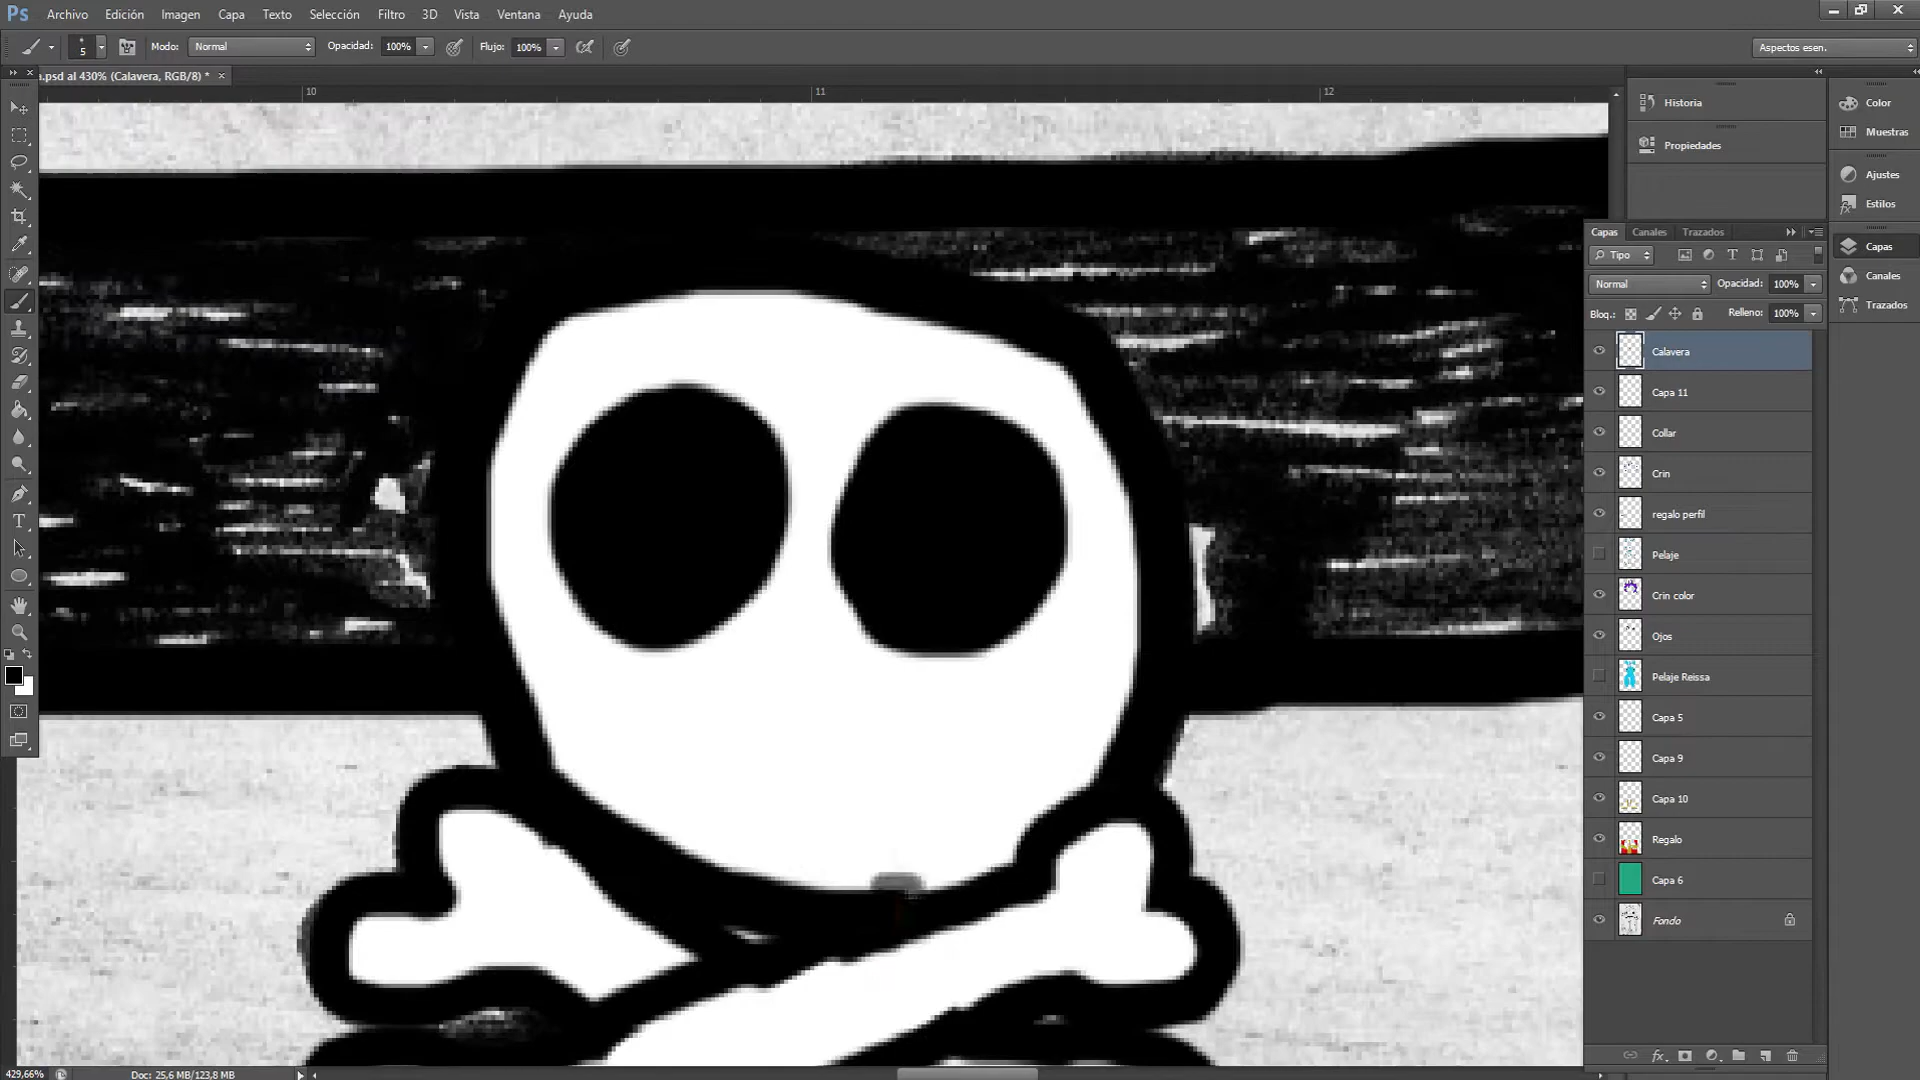 Ps Archivo Edición Imagen Capa Texto Selección Filtro 3D Vista Ventana Ayuda
5 Modo: Normal Opacidad: 100% Flujo: 100% Aspectos esen.
.psd al 430% (Calavera, RGB/8) *
10 11 12
Historia
Propiedades
Color
Muestras
Ajustes
Estilos
Capas
Canales
Trazados
Capas Canales Trazados
Tipo
Normal Opacidad: 100%
Bloq.: Relleno: 100%
Calavera
Capa 11
Collar
Crin
regalo perfil
Pelaje
Crin color
Ojos
Pelaje Reissa
Capa 5
Capa 9
Capa 10
Regalo
Capa 6
Fondo
fx
429,66% Doc: 25,6 MB/123,8 MB